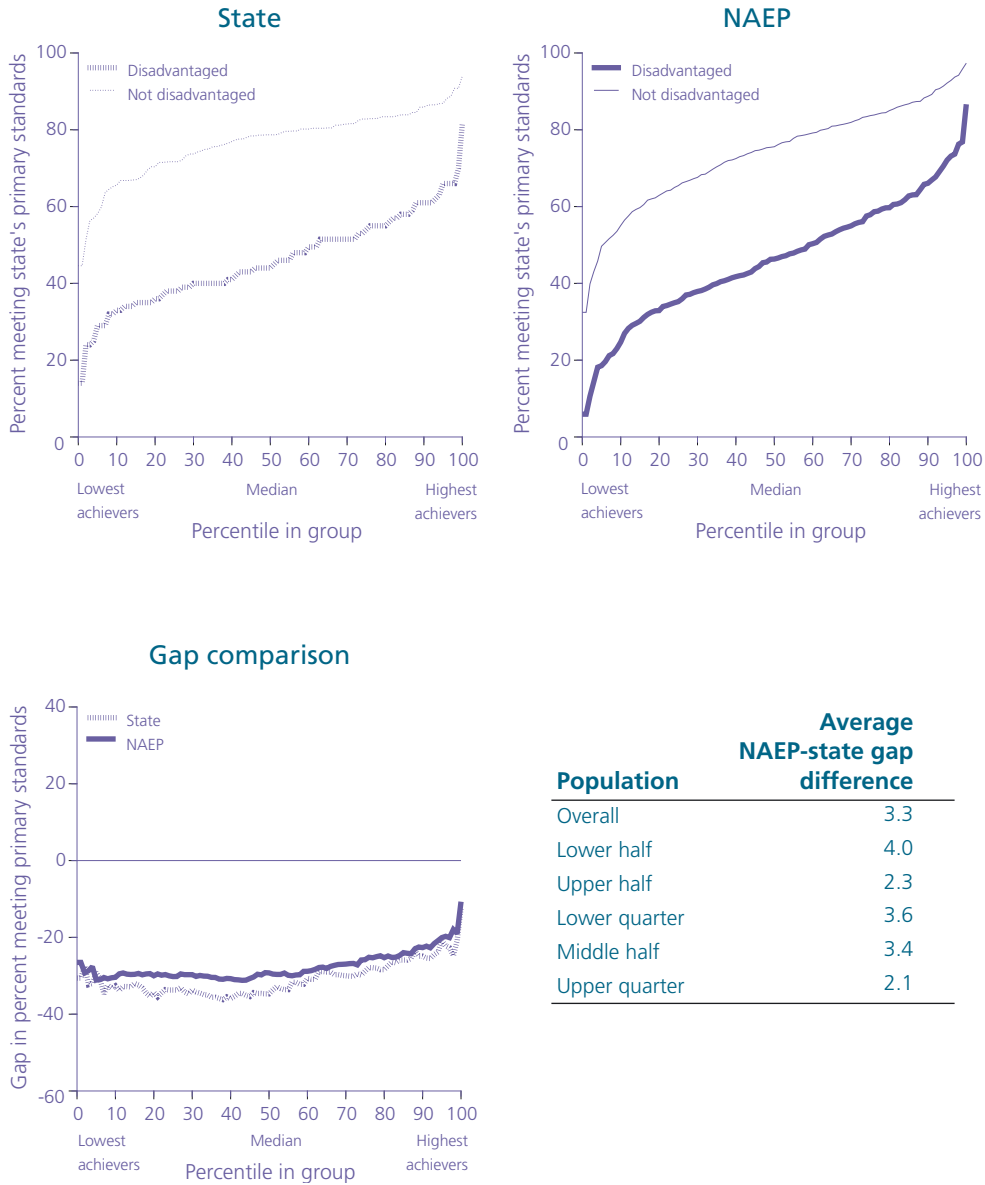 State
Percent meeting state's primary standards
100
80
60
40
20
0
Disadvantaged
Not disadvantaged
0 10 20 30 40 50 60 70 80 90 100
Lowest achievers
Median
Highest achievers
Percentile in group
NAEP
Percent meeting state's primary standards
100
80
60
40
20
0
Disadvantaged
Not disadvantaged
0 10 20 30 40 50 60 70 80 90 100
Lowest achievers
Median
Highest achievers
Percentile in group
Gap comparison
Gap in percent meeting primary standards
40
20
0
-20
-40
-60
State
NAEP
0 10 20 30 40 50 60 70 80 90 100
Lowest achievers
Median
Highest achievers
Percentile in group
Average
NAEP-state gap
Population difference
Overall 3.3
Lower half 4.0
Upper half 2.3
Lower quarter 3.6
Middle half 3.4
Upper quarter 2.1